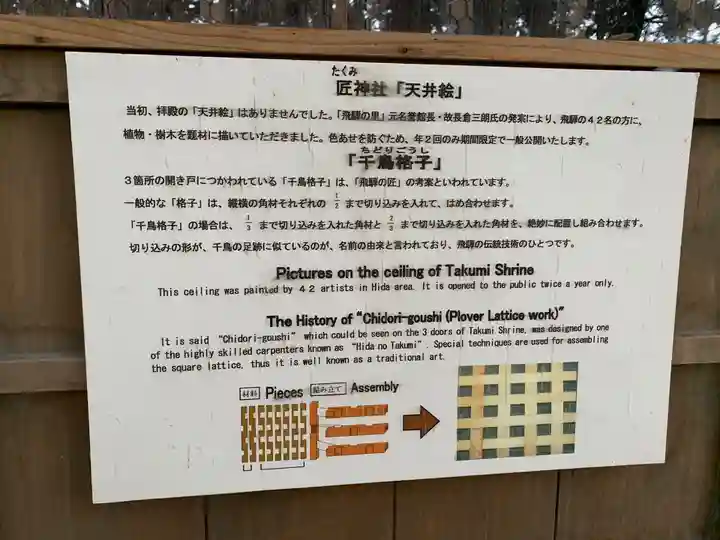 たくみ
匠神社「天井絵」
当初、拝殿の「天井絵」はありませんでした。「飛騨の里」元名誉館長・故長倉三朗氏の発案により、飛騨の42名の方に、
植物・樹木を題材に描いていただきました。色あせを防ぐため、年2回のみ期間限定で一般公開いたします。
ちどりごうし
「千鳥格子」
3箇所の開き戸につかわれている「千鳥格子」は、「飛騨の匠」の考案といわれています。
一般的な「格子」は、縦横の角材それぞれの 1/2 まで切り込みを入れて、はめ合わせます。
「千鳥格子」の場合は、 1/3 まで切り込みを入れた角材と 2/3 まで切り込みを入れた角材を、絶妙に配置し組み合わせます。
切り込みの形が、千鳥の足跡に似ているのが、名前の由来と言われており、飛騨の伝統技術のひとつです。
Pictures on the ceiling of Takumi Shrine
This ceiling was painted by 42 artists in Hida area. It is opened to the public twice a year only.
The History of "Chidori-goushi (Plover Lattice work)"
It is said "Chidori-goushi" which could be seen on the 3 doors of Takumi Shrine, was dasigned by one
of the highly skilled carpenters known as "Hida no Takumi". Special techniques are used for assembling
the square lattice, thus it is well known as a traditional art.
材料 Pieces 組み立て Assembly